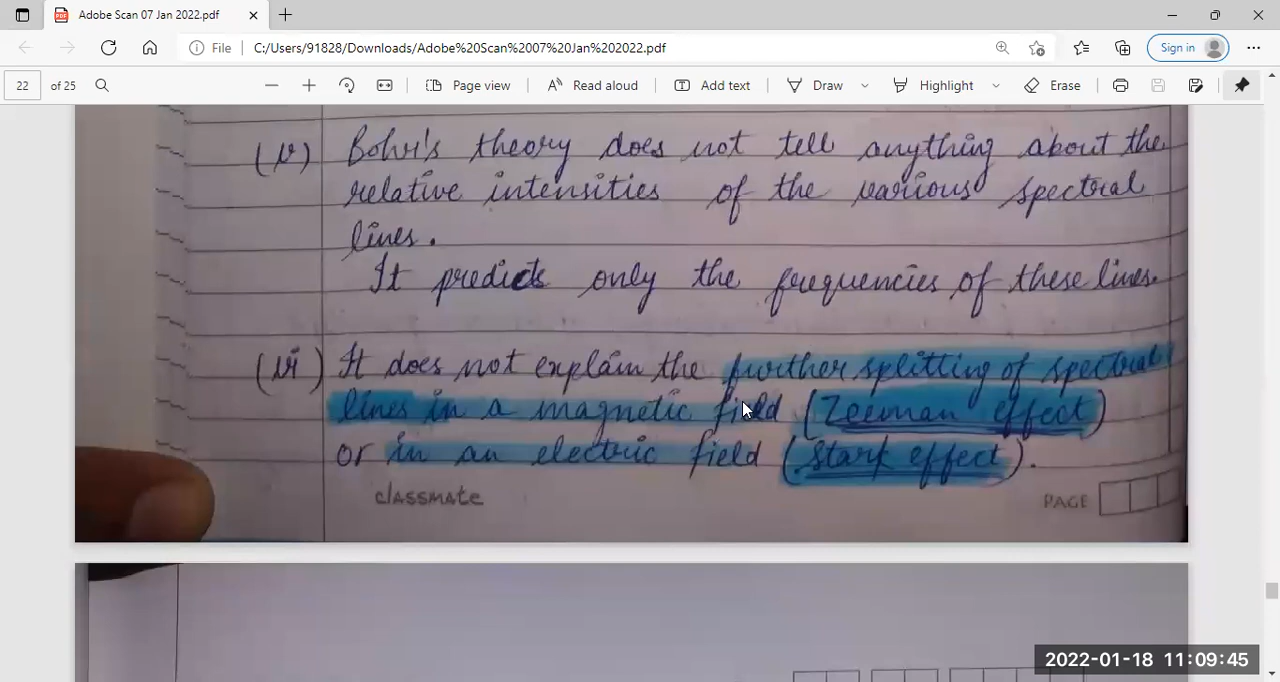 Adobe Scan 07 Jan 2022.pdf
File C:/Users/91828/Downloads/Adobe%20Scan%2007%20Jan%202022.pdf Sign in
22 of 25 Page view Read aloud Add text Draw Highlight Erase
(v) Bohr's theory does not tell anything about the
relative intensities of the various spectral
lines.
It predicts only the frequencies of these lines.
(vi) It does not explain the further splitting of spectral
lines in a magnetic field (Zeeman effect)
or in an electric field (Stark effect).
classmate
PAGE
2022-01-18 11:09:45